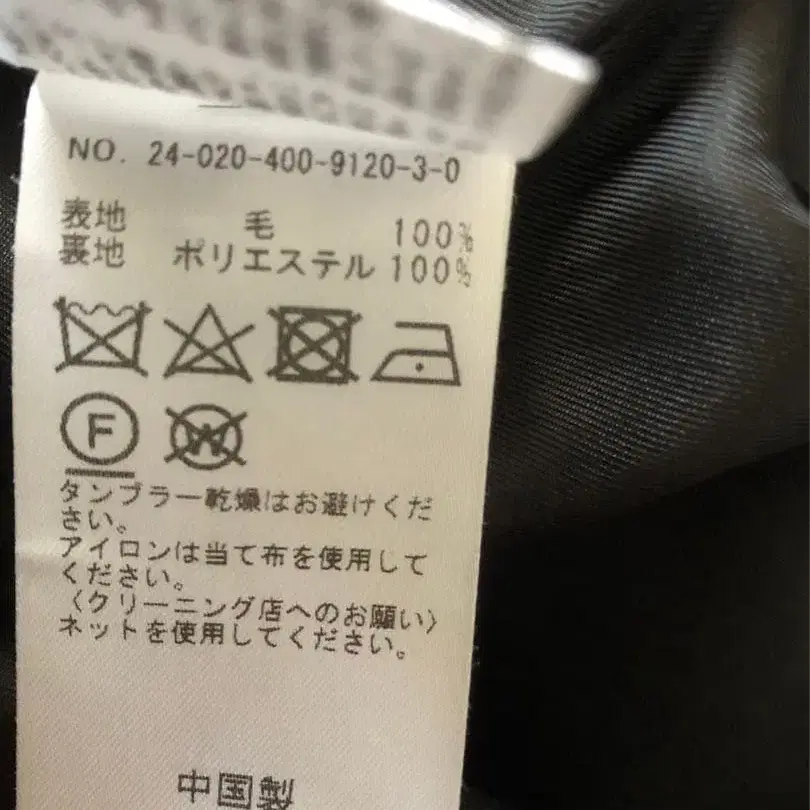 NO. 24-020-400-9120-3-0
表地 毛 100%
裏地 ポリエステル 100%
F
W
タンブラー乾燥はお避けくだ
さい。
アイロンは当て布を使用して
ください。
〈クリーニング店へのお願い〉
ネットを使用してください。
中国製